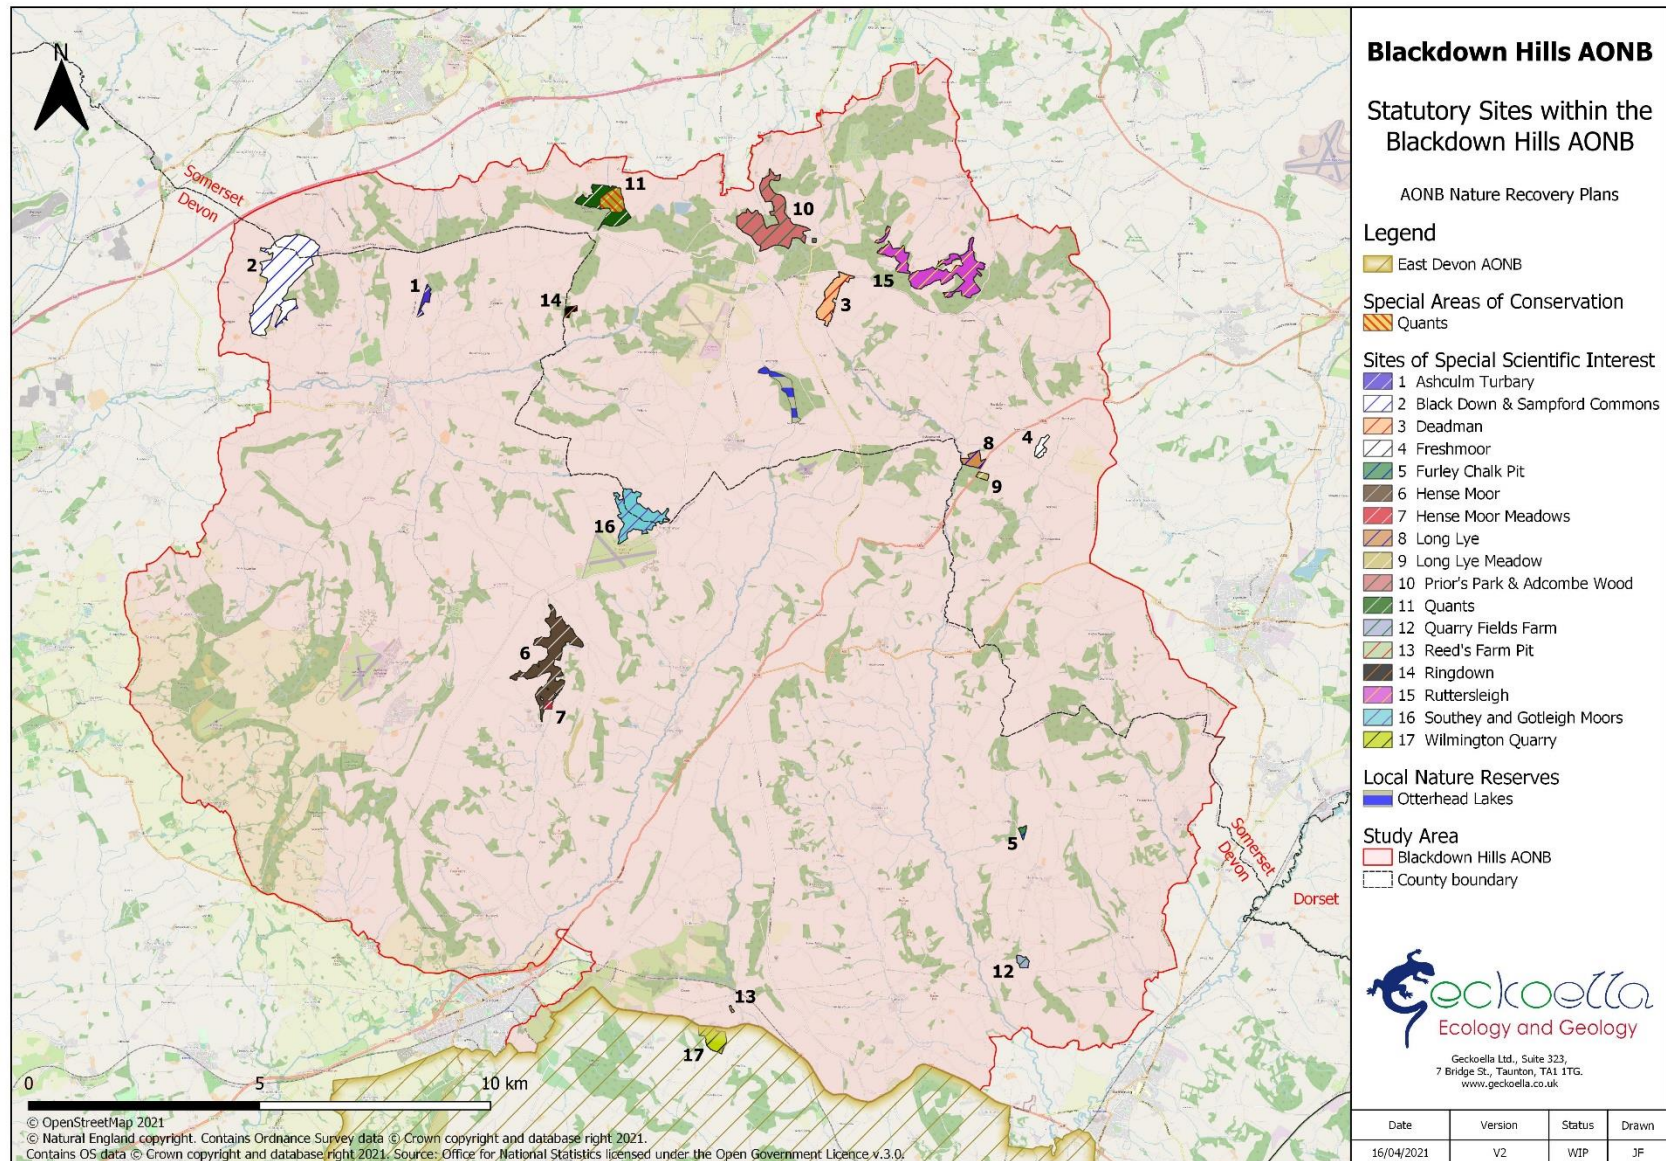 N
Somerset
Devon
11
10
2
1
14
15
3
4
8
9
16
6
7
5
Somerset
Devon
Dorset
12
13
17
0 5 10 km
© OpenStreetMap 2021
© Natural England copyright. Contains Ordnance Survey data © Crown copyright and database right 2021.
Contains OS data © Crown copyright and database right 2021. Source: Office for National Statistics licensed under the Open Government Licence v.3.0.
Blackdown Hills AONB
Statutory Sites within the
Blackdown Hills AONB
AONB Nature Recovery Plans
Legend
East Devon AONB
Special Areas of Conservation
Quants
Sites of Special Scientific Interest
1 Ashculm Turbary
2 Black Down & Sampford Commons
3 Deadman
4 Freshmoor
5 Furley Chalk Pit
6 Hense Moor
7 Hense Moor Meadows
8 Long Lye
9 Long Lye Meadow
10 Prior's Park & Adcombe Wood
11 Quants
12 Quarry Fields Farm
13 Reed's Farm Pit
14 Ringdown
15 Ruttersleigh
16 Southey and Gotleigh Moors
17 Wilmington Quarry
Local Nature Reserves
Otterhead Lakes
Study Area
Blackdown Hills AONB
County boundary
Geckoella
Ecology and Geology
Geckoella Ltd., Suite 323,
7 Bridge St., Taunton, TA1 1TG.
www.geckoella.co.uk
Date Version Status Drawn
16/04/2021 V2 WIP JF